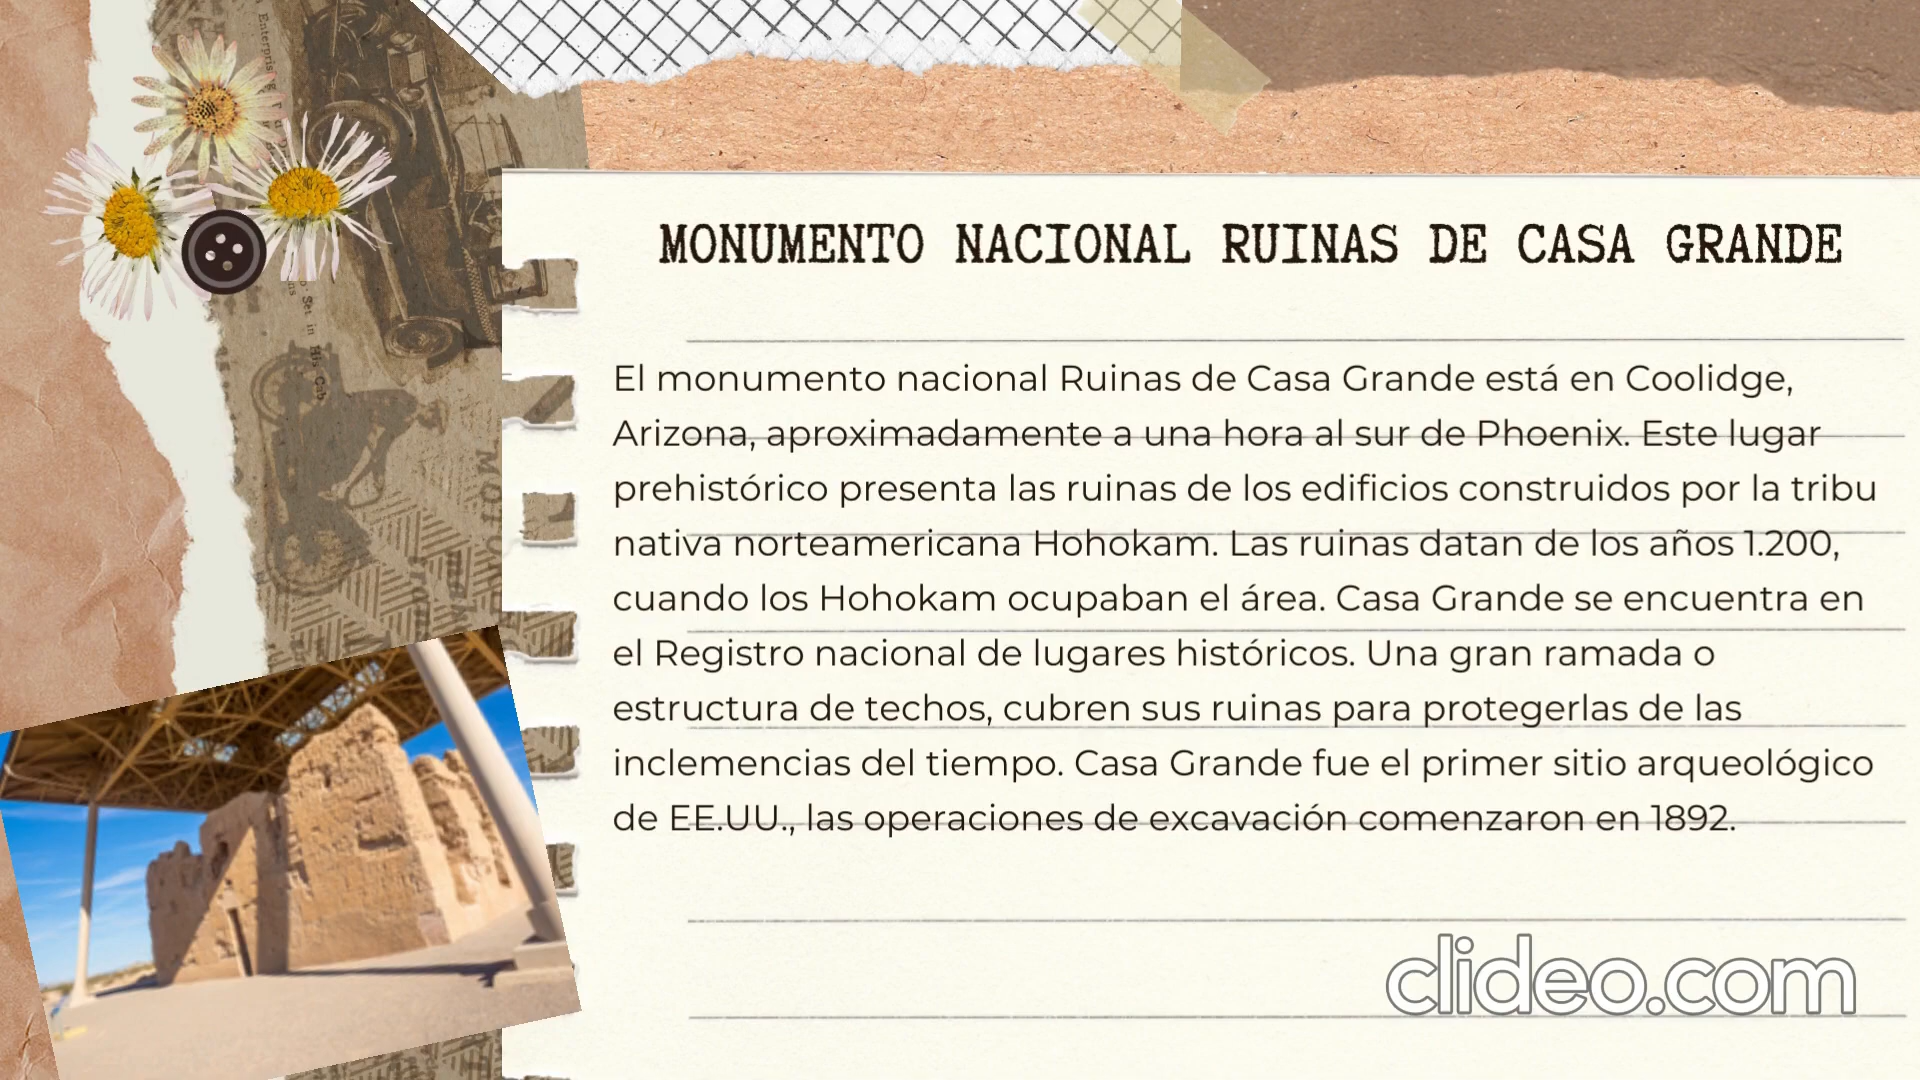 Enterpris
Set in His Cab
MONUMENTO NACIONAL RUINAS DE CASA GRANDE
El monumento nacional Ruinas de Casa Grande está en Coolidge,
Arizona, aproximadamente a una hora al sur de Phoenix. Este lugar
prehistórico presenta las ruinas de los edificios construidos por la tribu
nativa norteamericana Hohokam. Las ruinas datan de los años 1.200,
cuando los Hohokam ocupaban el área. Casa Grande se encuentra en
el Registro nacional de lugares históricos. Una gran ramada o
estructura de techos, cubren sus ruinas para protegerlas de las
inclemencias del tiempo. Casa Grande fue el primer sitio arqueológico
de EE.UU., las operaciones de excavación comenzaron en 1892.
clideo.com